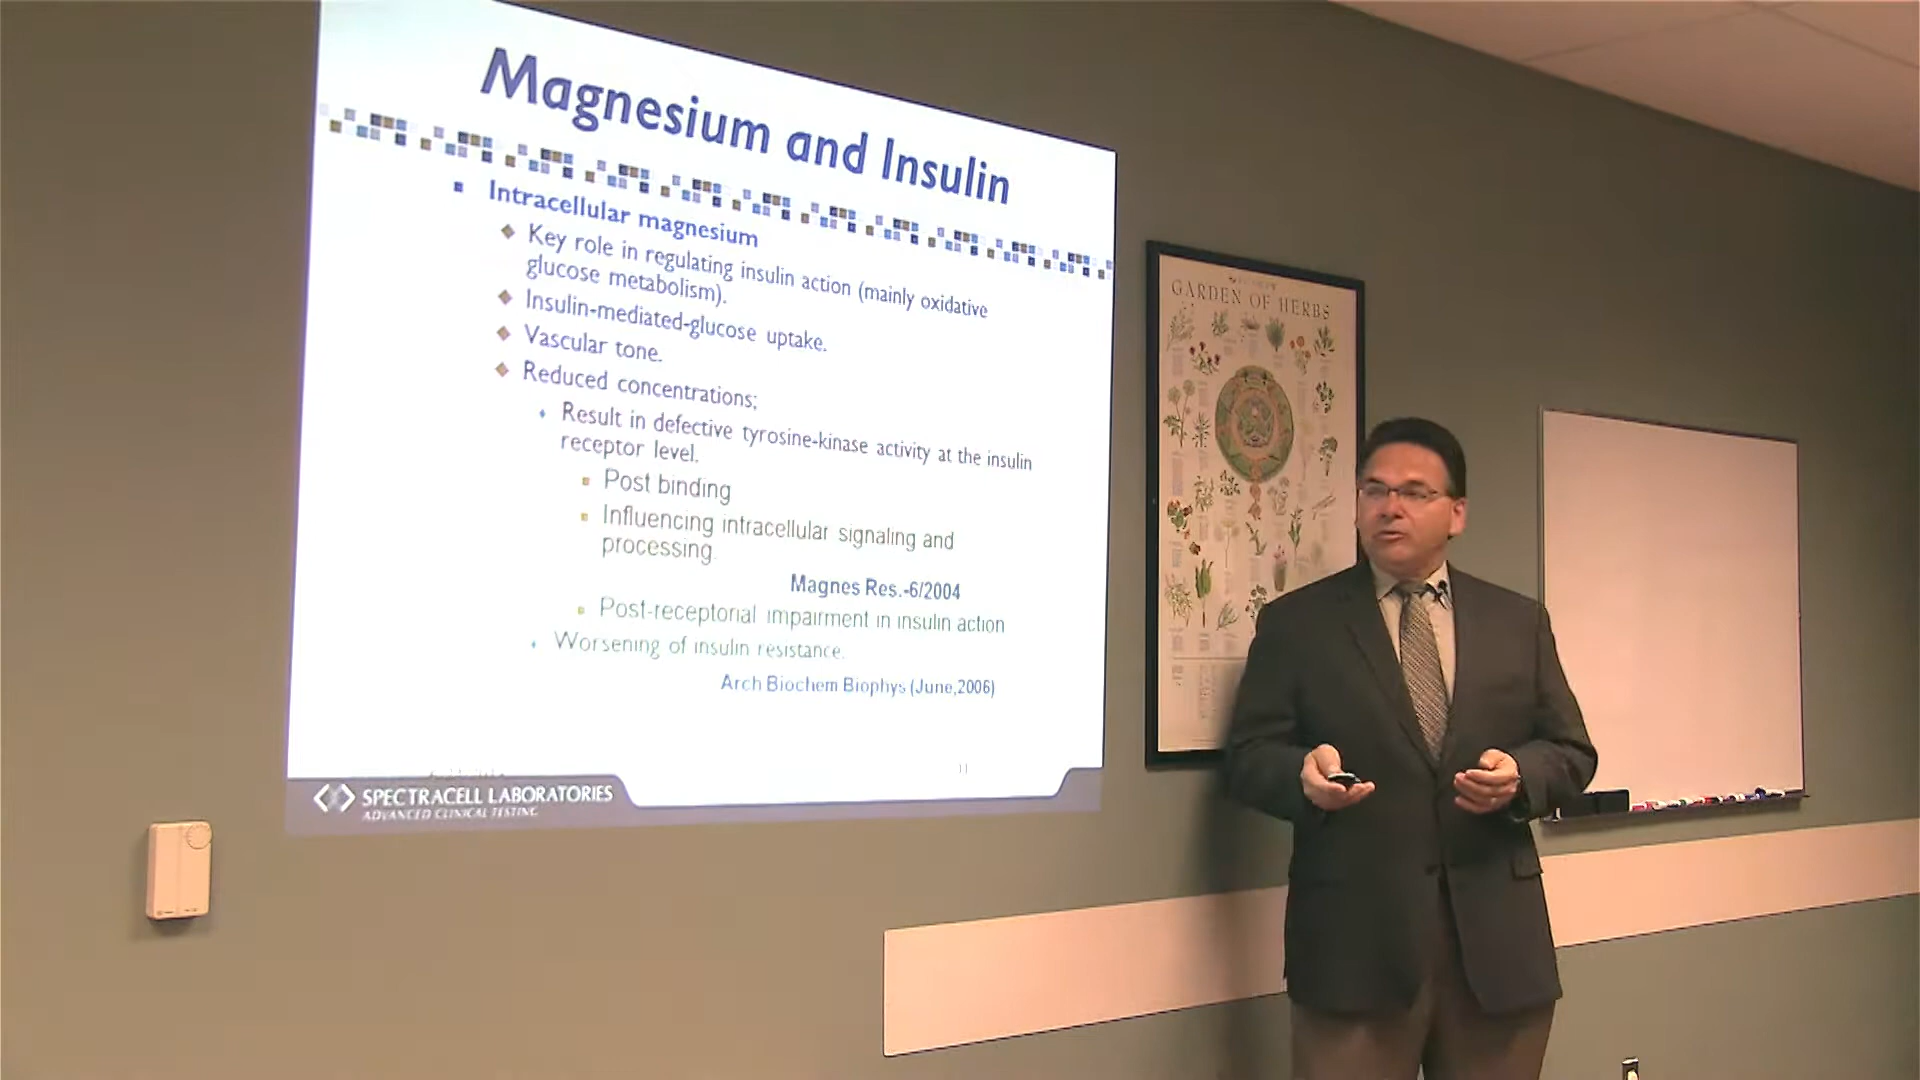 Magnesium and Insulin
Intracellular magnesium
Key role in regulating insulin action (mainly oxidative
glucose metabolism).
Insulin-mediated-glucose uptake.
Vascular tone.
Reduced concentrations;
Result in defective tyrosine-kinase activity at the insulin
receptor level.
Post binding
Influencing intracellular signaling and
processing.
Magnes Res.-6/2004
Post-receptorial impairment in insulin action
Worsening of insulin resistance.
Arch Biochem Biophys (June,2006)
11
SPECTRACELL LABORATORIES
ADVANCED CLINICAL TESTING
GARDEN OF HERBS